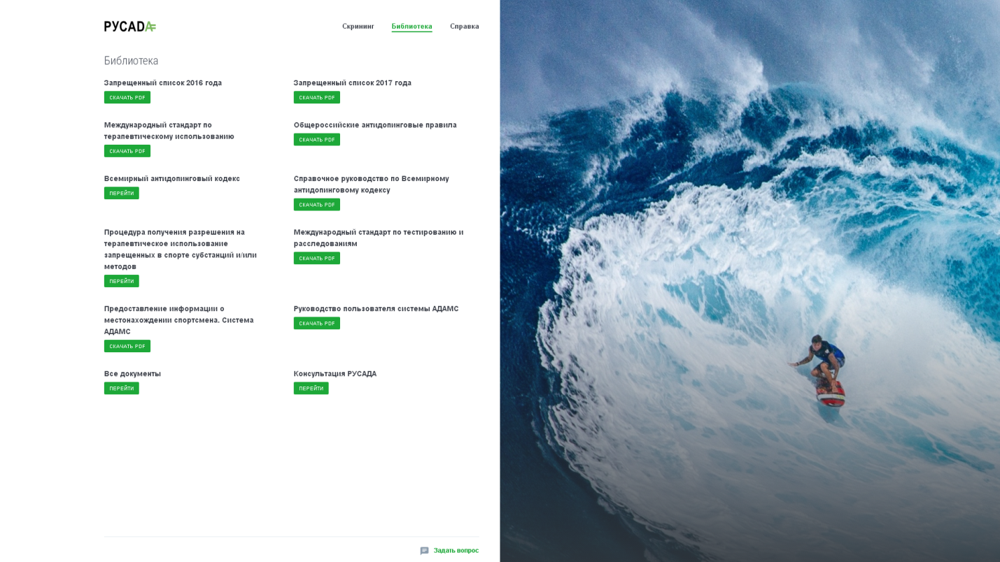 РУСАДА
Скрининг
Библиотека
Справка
Библиотека
Запрещенный список 2016 года
СКАЧАТЬ PDF
Запрещенный список 2017 года
СКАЧАТЬ PDF
Международный стандарт по
терапевтическому использованию
СКАЧАТЬ PDF
Общероссийские антидопинговые правила
СКАЧАТЬ PDF
Всемирный антидопинговый кодекс
ПЕРЕЙТИ
Справочное руководство по Всемирному
антидопинговому кодексу
СКАЧАТЬ PDF
Процедура получения разрешения на
терапевтическое использование
запрещенных в спорте субстанций и/или
методов
ПЕРЕЙТИ
Международный стандарт по тестированию и
расследованиям
СКАЧАТЬ PDF
Предоставление информации о
местонахождении спортсмена. Система
АДАМС
СКАЧАТЬ PDF
Руководство пользователя системы АДАМС
СКАЧАТЬ PDF
Все документы
ПЕРЕЙТИ
Консультация РУСАДА
ПЕРЕЙТИ
Задать вопрос